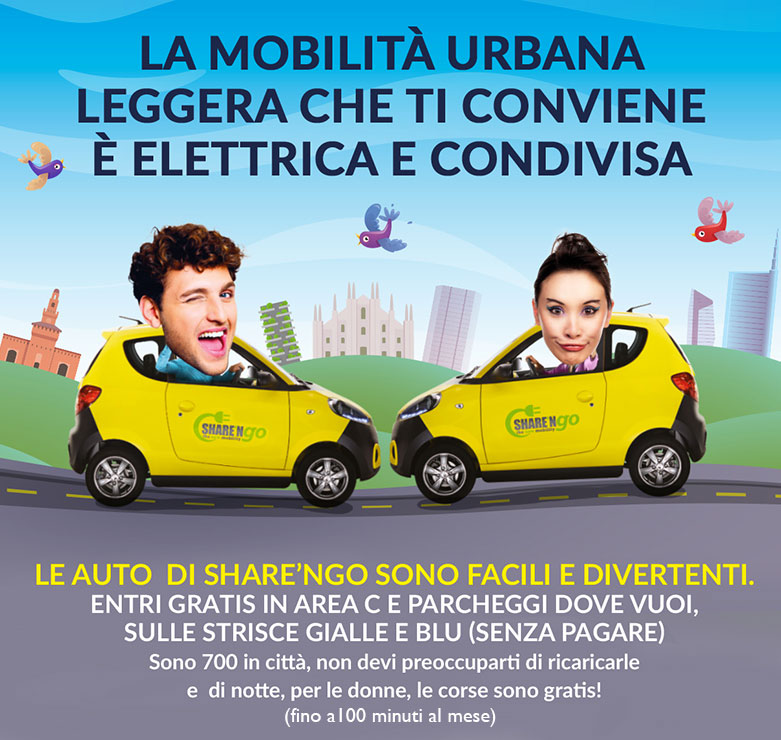 LA MOBILITÀ URBANA
LEGGERA CHE TI CONVIENE
È ELETTRICA E CONDIVISA
SHARE'NGO
mobility
SHARE'NGO
mobility
LE AUTO DI SHARE'NGO SONO FACILI E DIVERTENTI.
ENTRI GRATIS IN AREA C E PARCHEGGI DOVE VUOI,
SULLE STRISCE GIALLE E BLU (SENZA PAGARE)
Sono 700 in città, non devi preoccuparti di ricaricarle
e di notte, per le donne, le corse sono gratis!
(fino a100 minuti al mese)